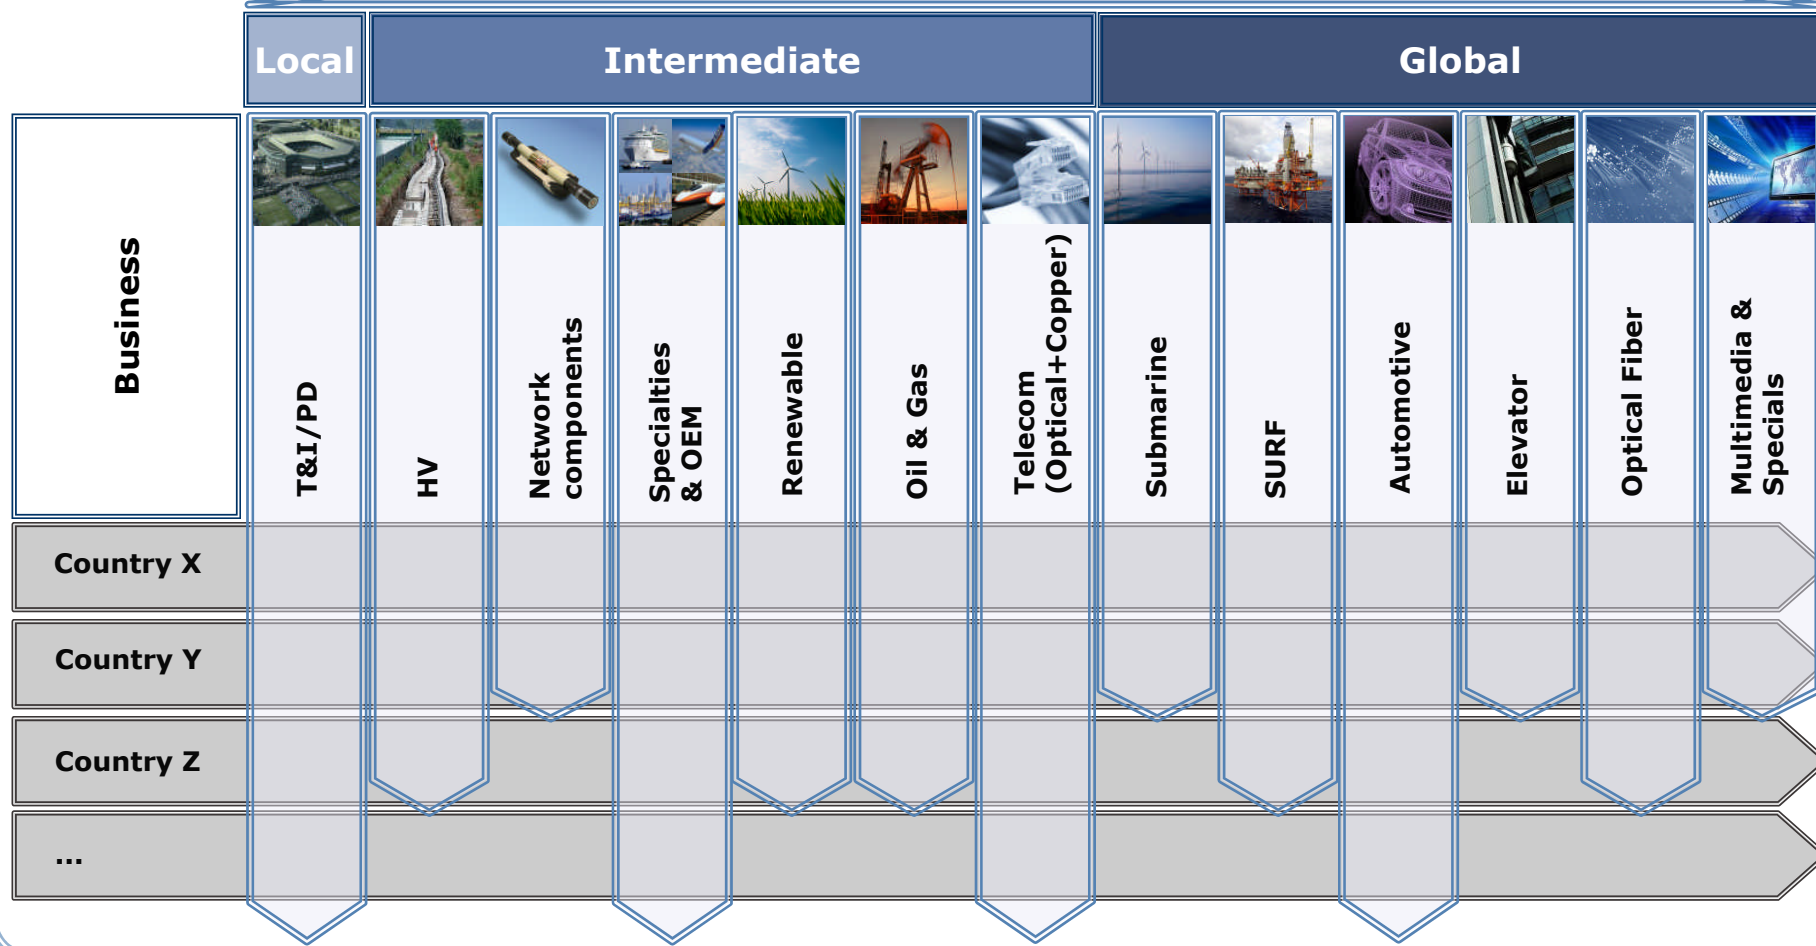 Local
Intermediate
Global
Business
T&I/PD
HV
Network
components
Specialties
& OEM
Renewable
Oil & Gas
Telecom
(Optical+Copper)
Submarine
SURF
Automotive
Elevator
Optical Fiber
Multimedia &
Specials
Country X
Country Y
Country Z
...